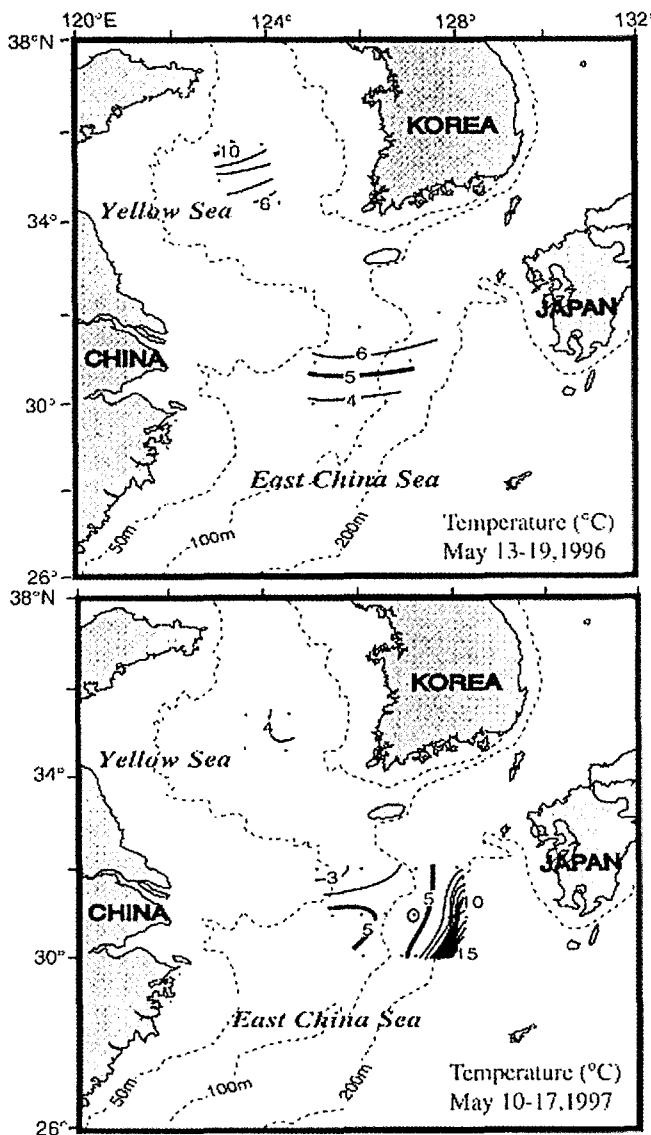 120°E 124° 128° 132°
38°N
KOREA
10
6
Yellow Sea
34°
JAPAN
CHINA
6
5
4
30°
East China Sea
50m
100m
200m
Temperature (°C)
May 13-19,1996
26°
38°N
KOREA
4
Yellow Sea
34°
JAPAN
3
CHINA
5
5
10
15
30°
East China Sea
50m
100m
200m
Temperature (°C)
May 10-17,1997
26°